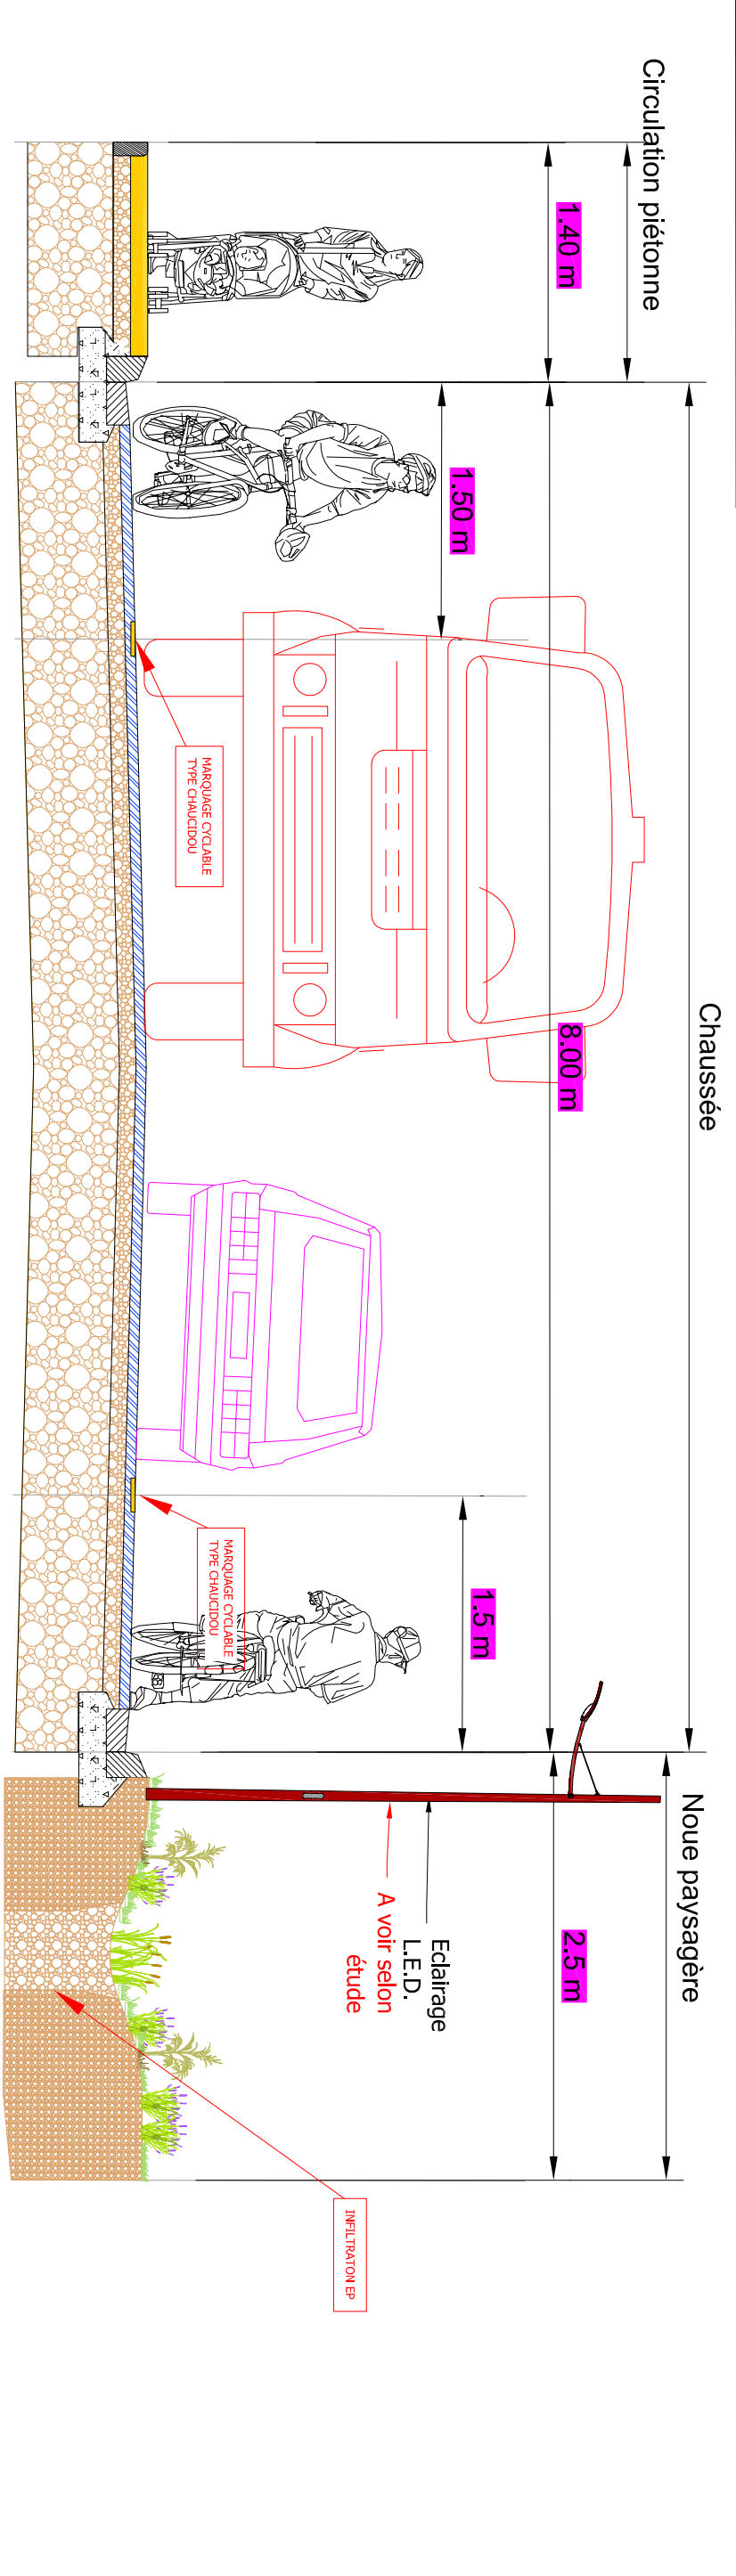 Circulation piétonne
1.40 m
Chaussée
8.00 m
1.50 m
MARQUAGE CYCLABLE
TYPE CHAUCIDOU
1.5 m
MARQUAGE CYCLABLE
TYPE CHAUCIDOU
Noue paysagère
2.5 m
Eclairage
L.E.D.
A voir selon
étude
INFILTRATON EP